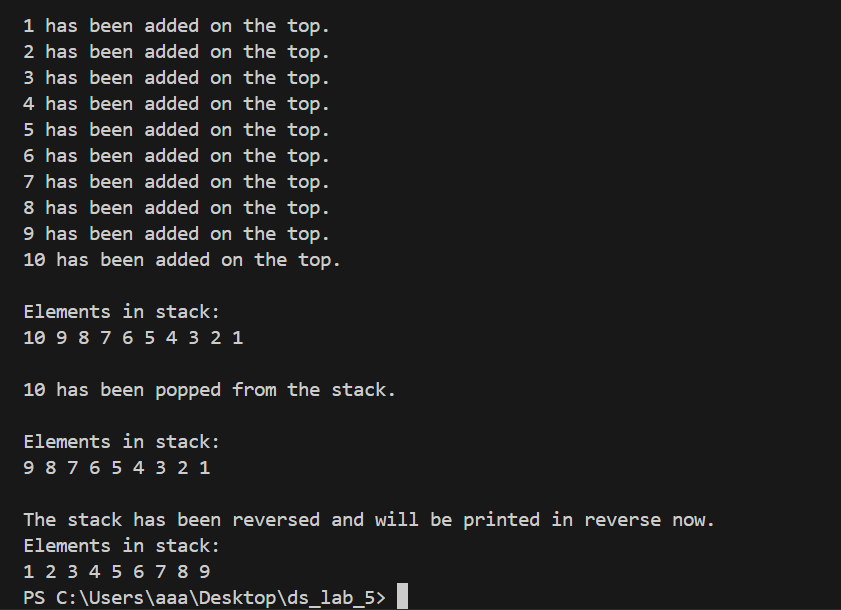 1 has been added on the top.
2 has been added on the top.
3 has been added on the top.
4 has been added on the top.
5 has been added on the top.
6 has been added on the top.
7 has been added on the top.
8 has been added on the top.
9 has been added on the top.
10 has been added on the top.
Elements in stack:
10 9 8 7 6 5 4 3 2 1
10 has been popped from the stack.
Elements in stack:
9 8 7 6 5 4 3 2 1
The stack has been reversed and will be printed in reverse now.
Elements in stack:
1 2 3 4 5 6 7 8 9
PS C:\Users\aaa\Desktop\ds_lab_5>